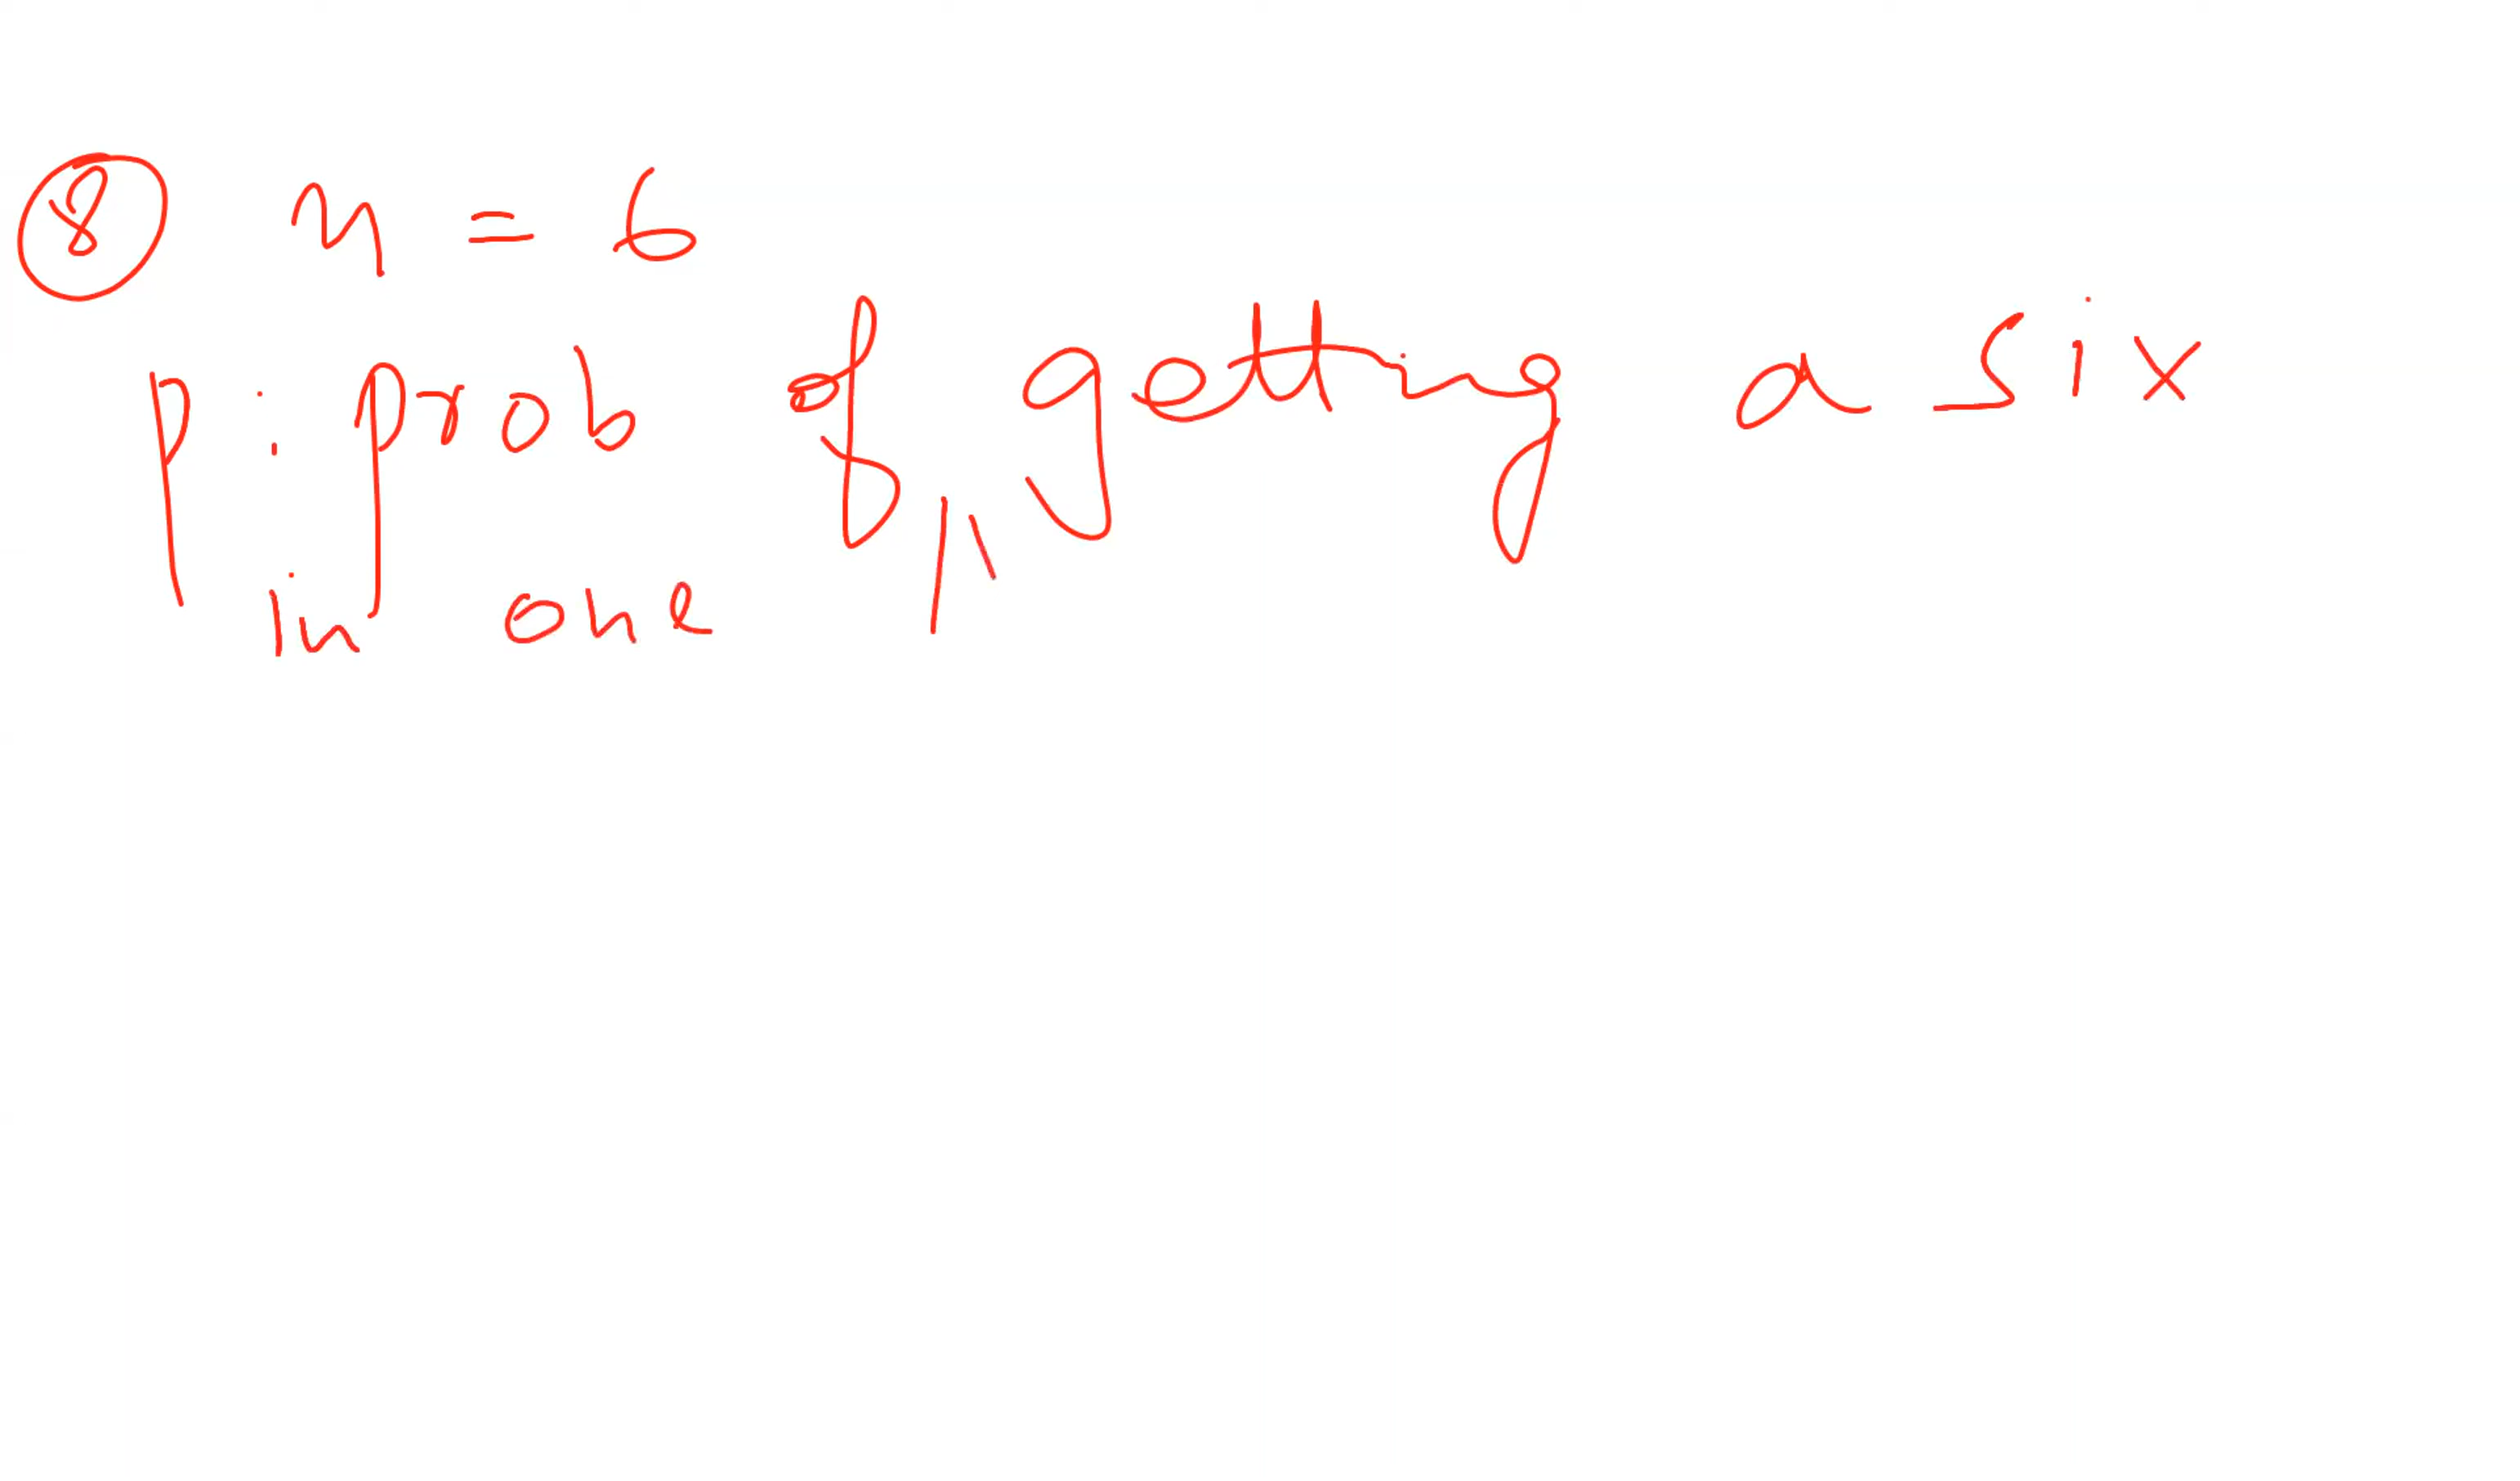 8 n = 6
p : prob of getting a six
in one